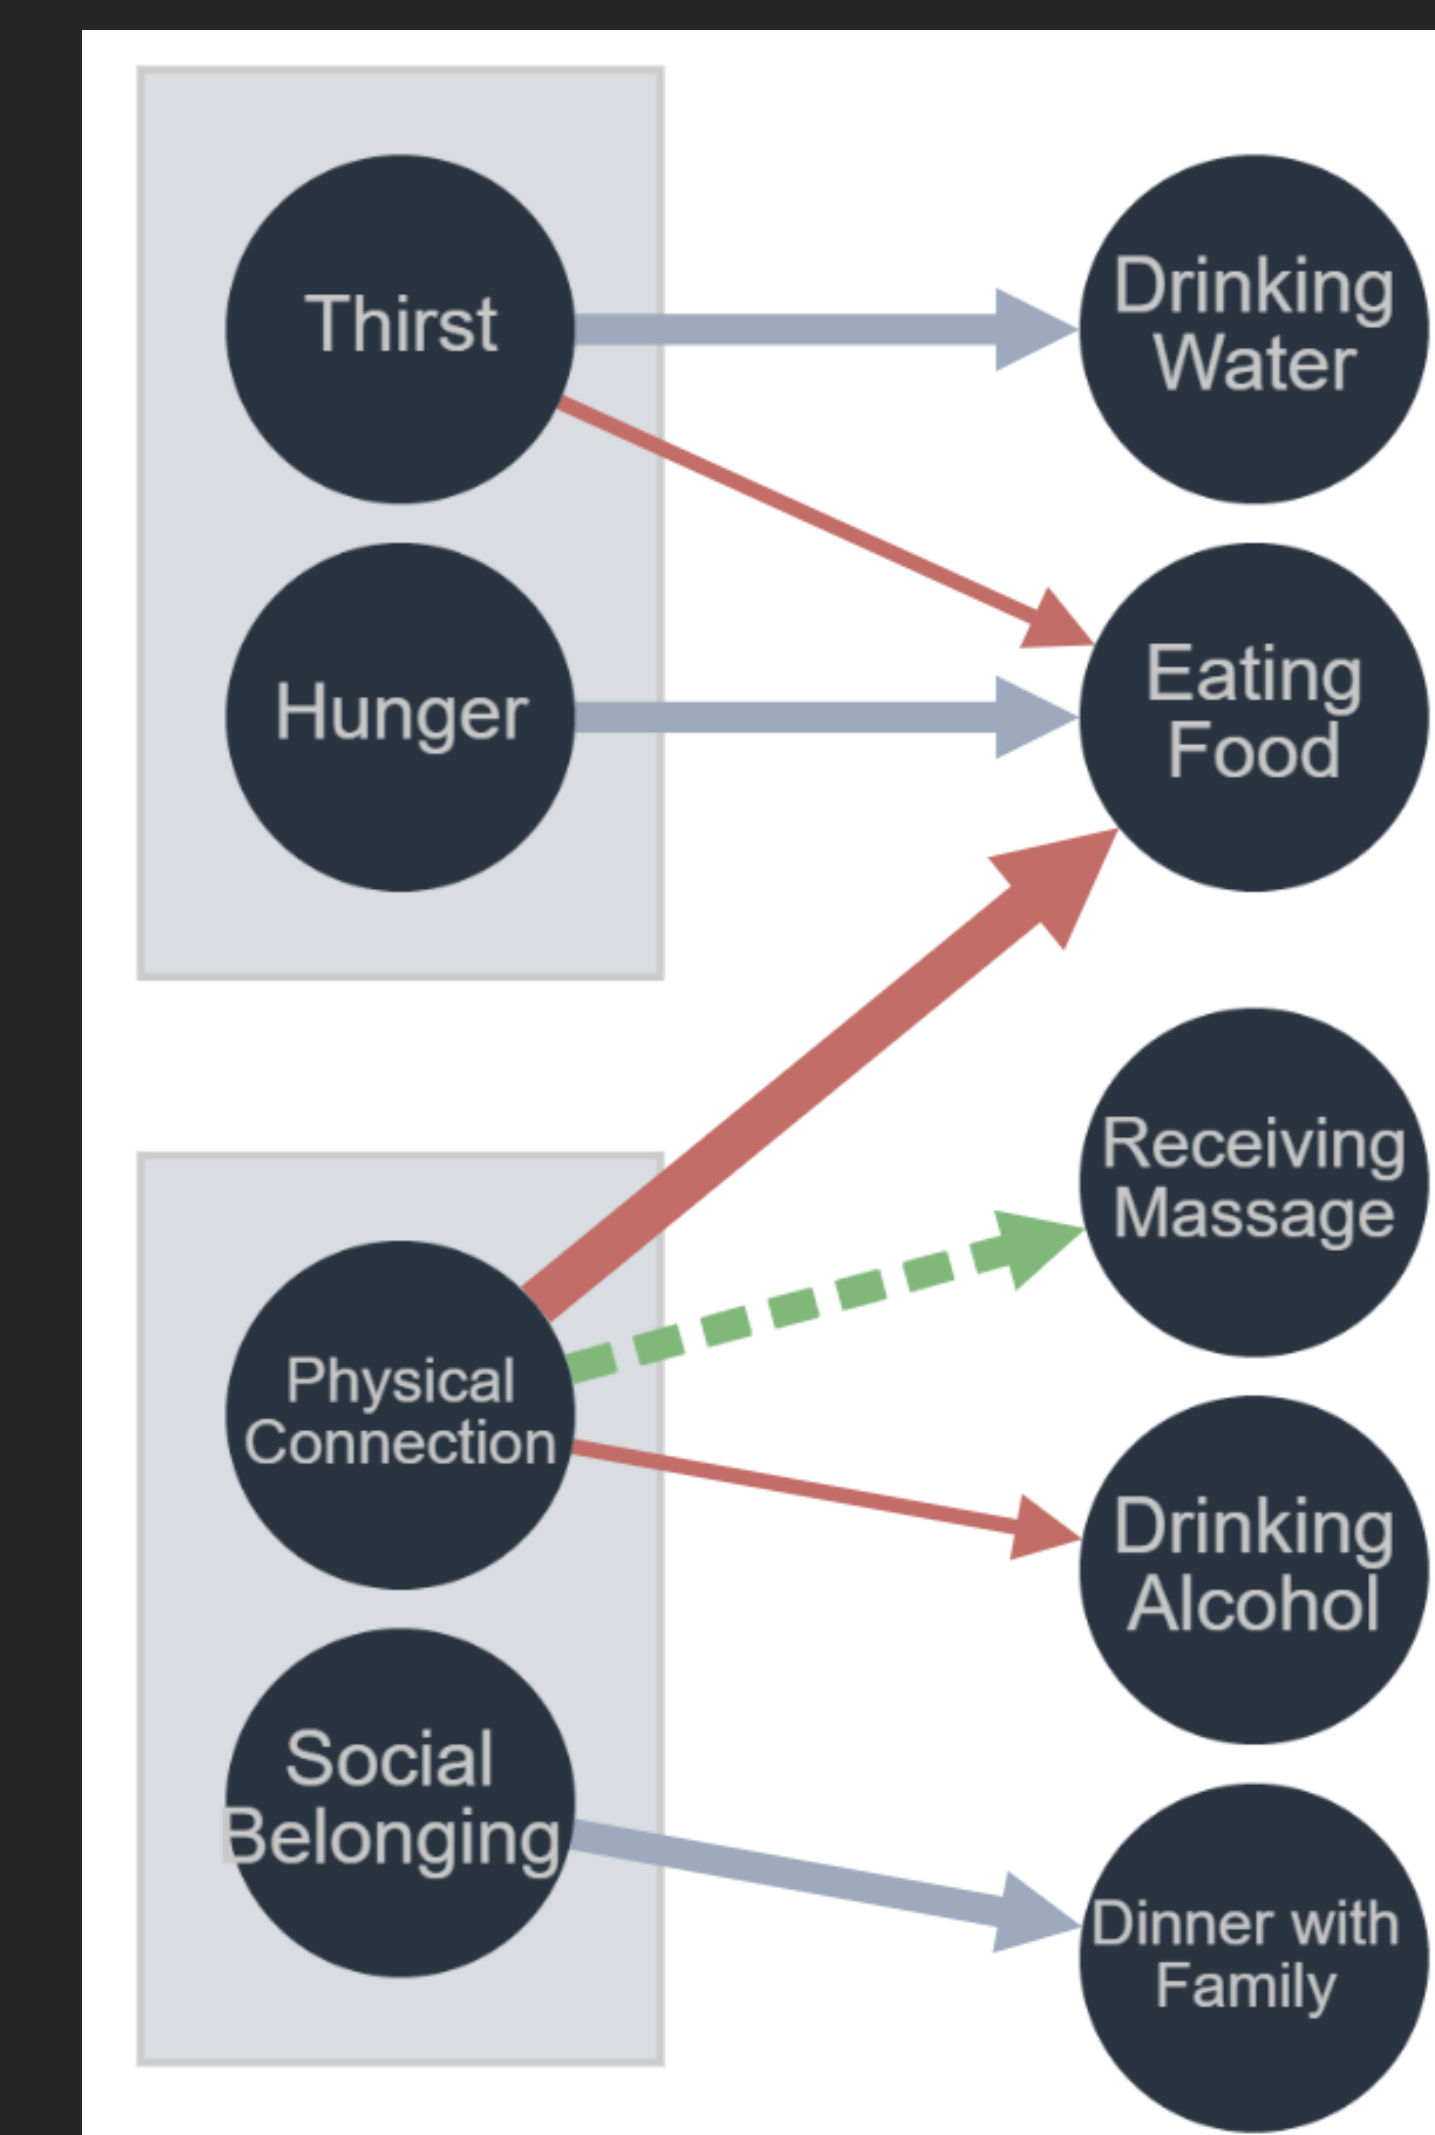 Thirst
Drinking
Water
Hunger
Eating
Food
Receiving
Massage
Physical
Connection
Drinking
Alcohol
Social
Belonging
Dinner with
Family